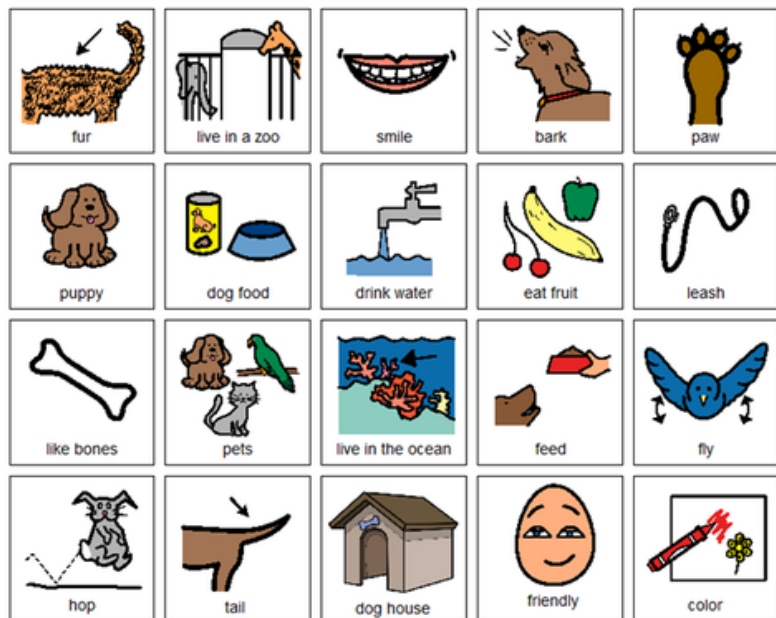 fur
live in a zoo
smile
bark
paw
puppy
dog food
drink water
eat fruit
leash
like bones
pets
live in the ocean
feed
fly
hop
tail
dog house
friendly
color